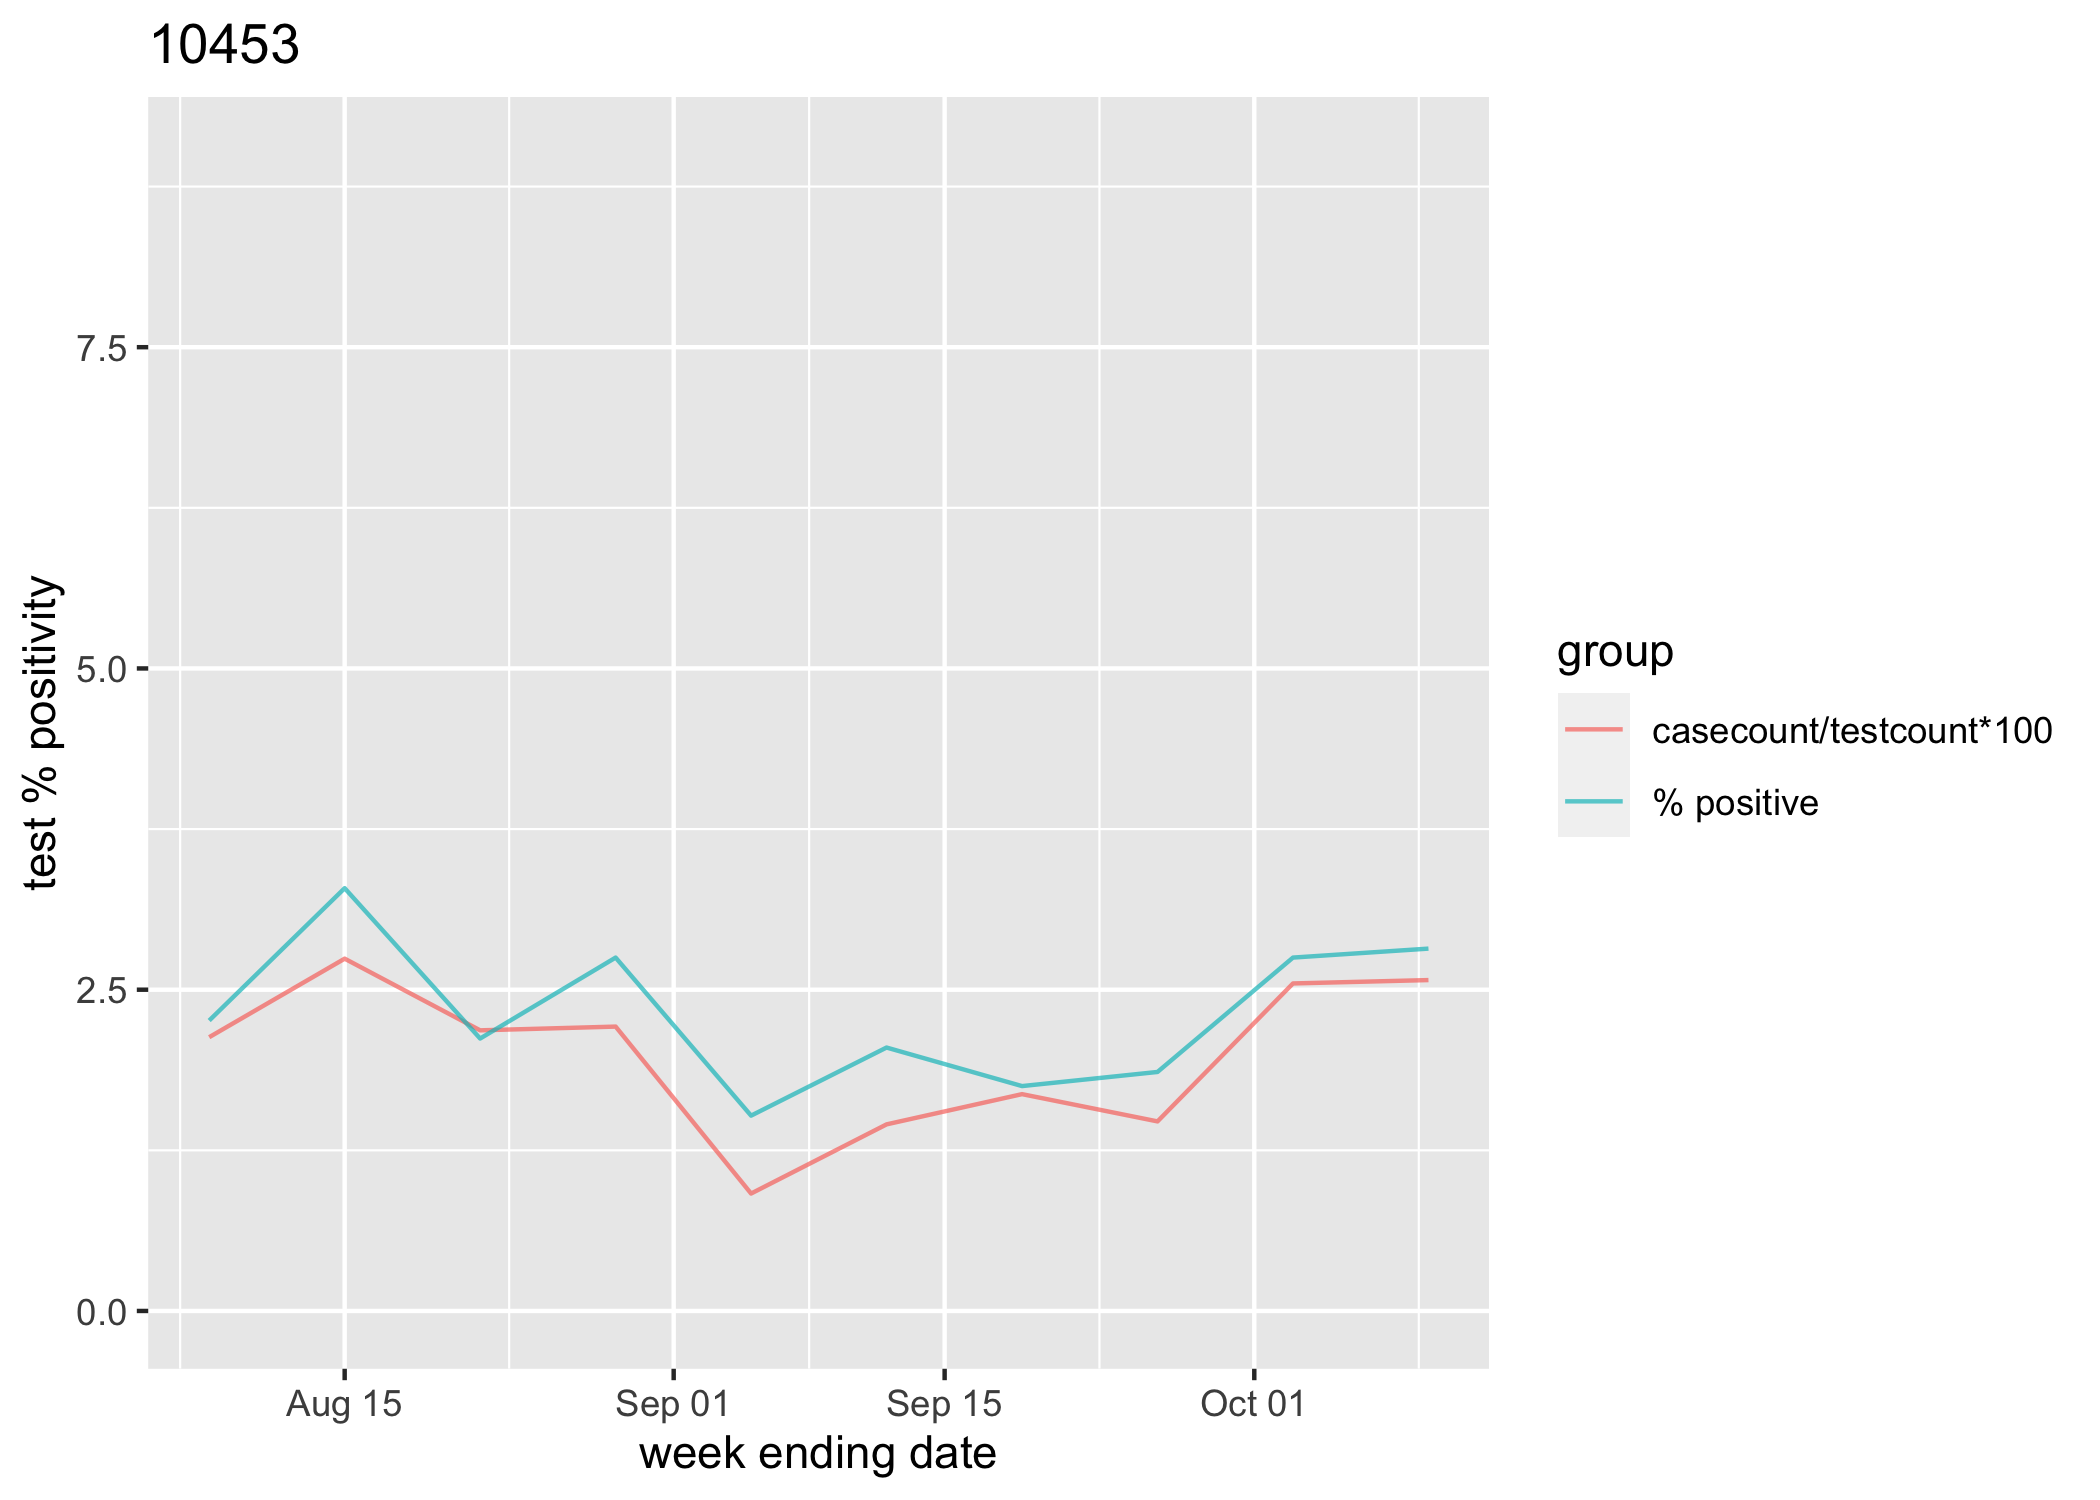 10453
7.5
5.0
2.5
0.0
test % positivity
Aug 15
Sep 01
Sep 15
Oct 01
week ending date
group
casecount/testcount*100
% positive